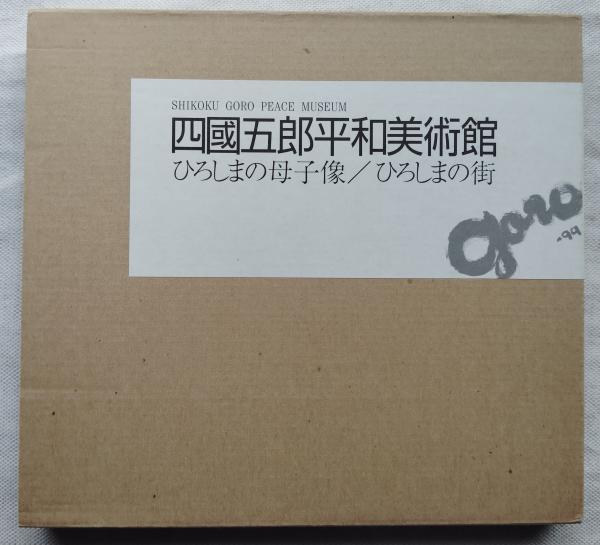 SHIKOKU GORO PEACE MUSEUM
四國五郎平和美術館
ひろしまの母子像／ひろしまの街
goro
-99